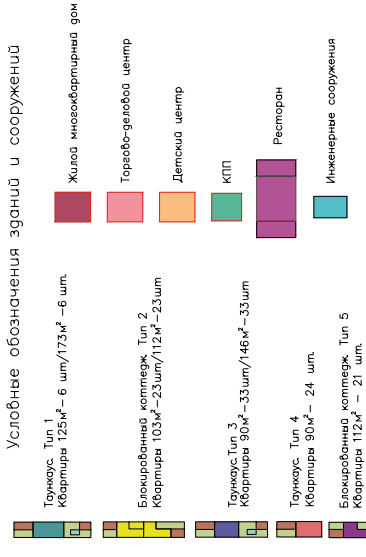 Условные обозначения зданий и сооружений
Таунхаус. Тип 1
Квартиры 125м²– 6 шт/173м² –6 шт.
Блокированный коттедж. Тип 2
Квартиры 103м²–23шт/112м²–23шт
Таунхаус. Тип 3
Квартиры 90м²–33шт/146м²–33шт
Таунхаус. Тип 4
Квартиры 90м²– 24 шт.
Блокированный коттедж. Тип 5
Квартиры 112м² – 21 шт.
Жилой многоквартирный дом
Торгово–деловой центр
Детский центр
КПП
Ресторан
Инженерные сооружения